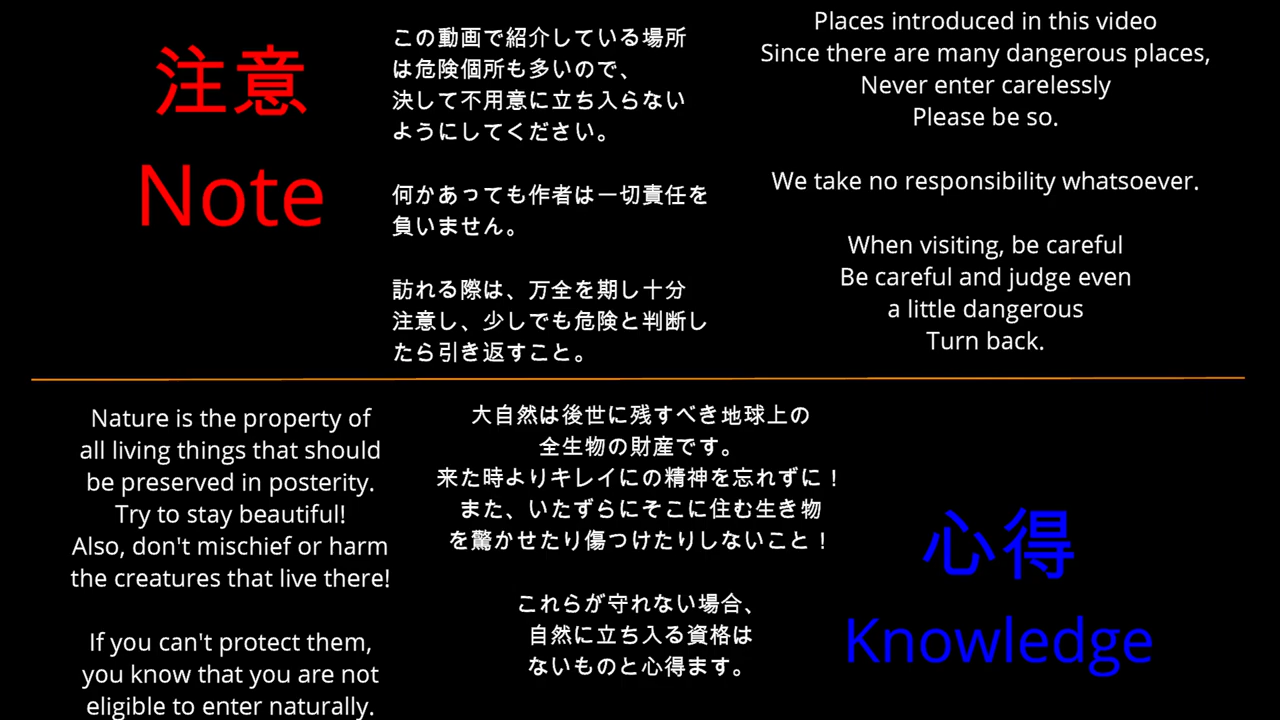 注意
Note
この動画で紹介している場所
は危険個所も多いので、
決して不用意に立ち入らない
ようにしてください。
何かあっても作者は一切責任を
負いません。
訪れる際は、万全を期し十分
注意し、少しでも危険と判断し
たら引き返すこと。
Places introduced in this video
Since there are many dangerous places,
Never enter carelessly
Please be so.
We take no responsibility whatsoever.
When visiting, be careful
Be careful and judge even
a little dangerous
Turn back.
Nature is the property of
all living things that should
be preserved in posterity.
Try to stay beautiful!
Also, don't mischief or harm
the creatures that live there!
If you can't protect them,
you know that you are not
eligible to enter naturally.
大自然は後世に残すべき地球上の
全生物の財産です。
来た時よりキレイにの精神を忘れずに！
また、いたずらにそこに住む生き物
を驚かせたり傷つけたりしないこと！
これらが守れない場合、
自然に立ち入る資格は
ないものと心得ます。
心得
Knowledge